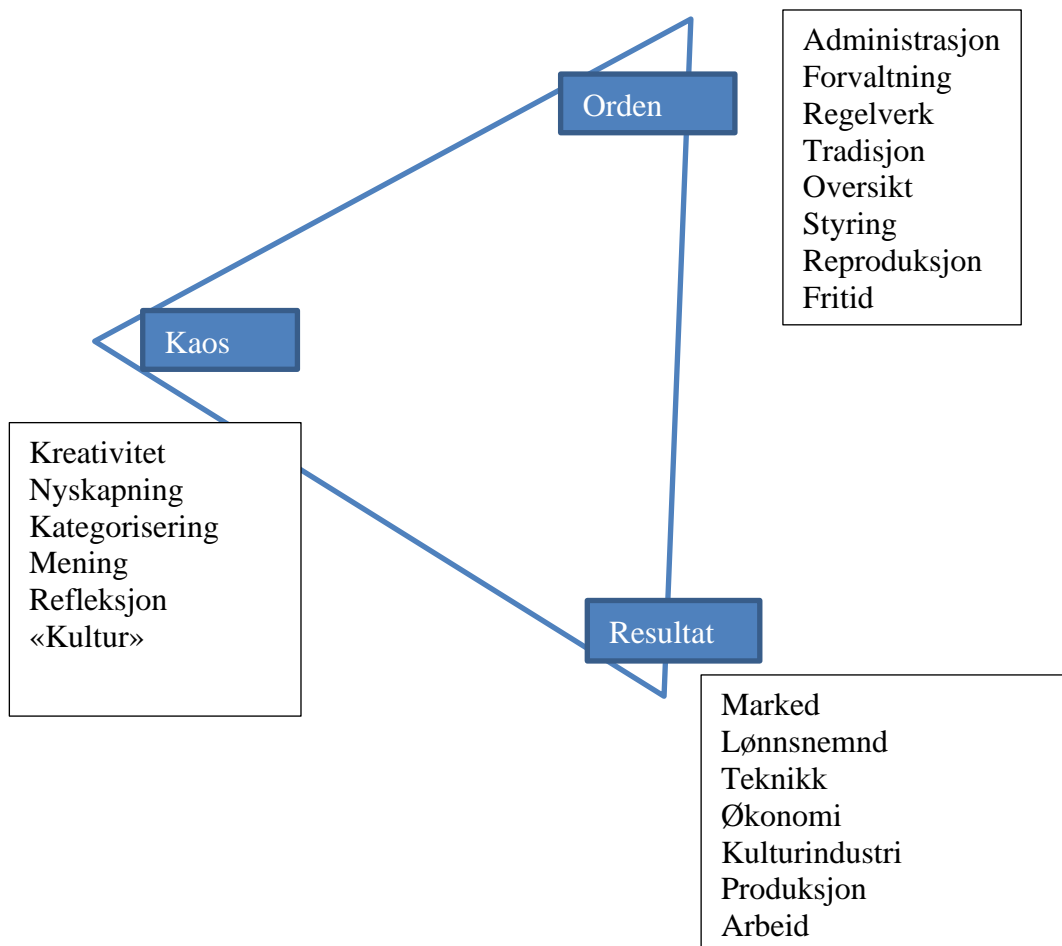 Orden
Administrasjon
Forvaltning
Regelverk
Tradisjon
Oversikt
Styring
Reproduksjon
Fritid
Kaos
Kreativitet
Nyskapning
Kategorisering
Mening
Refleksjon
«Kultur»
Resultat
Marked
Lønnsnemnd
Teknikk
Økonomi
Kulturindustri
Produksjon
Arbeid